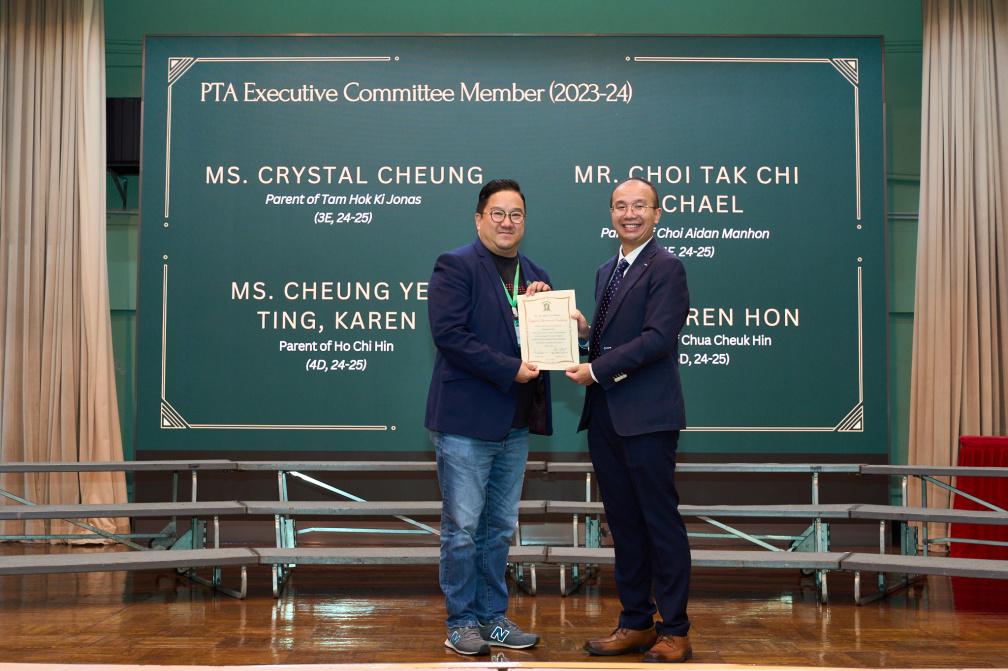 PTA Executive Committee Member (2023-24)
MS. CRYSTAL CHEUNG
Parent of Tam Hok Ki Jonas
(3E, 24-25)
MR. CHOI TAK CHI
CHAEL
Choi Aidan Manhon
24-25)
MS. CHEUNG YE
TING, KAREN
Parent of Ho Chi Hin
(4D, 24-25)
REN HON
Chua Cheuk Hin
D, 24-25)
N